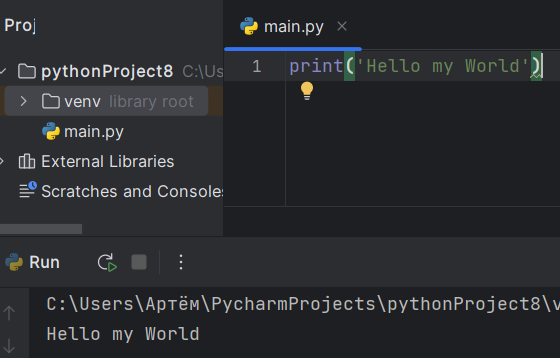 Proj
main.py
pythonProject8 C:\Us
venv library root
main.py
External Libraries
Scratches and Console
1 print('Hello my World')
Run
C:\Users\Артём\PycharmProjects\pythonProject8\v
Hello my World